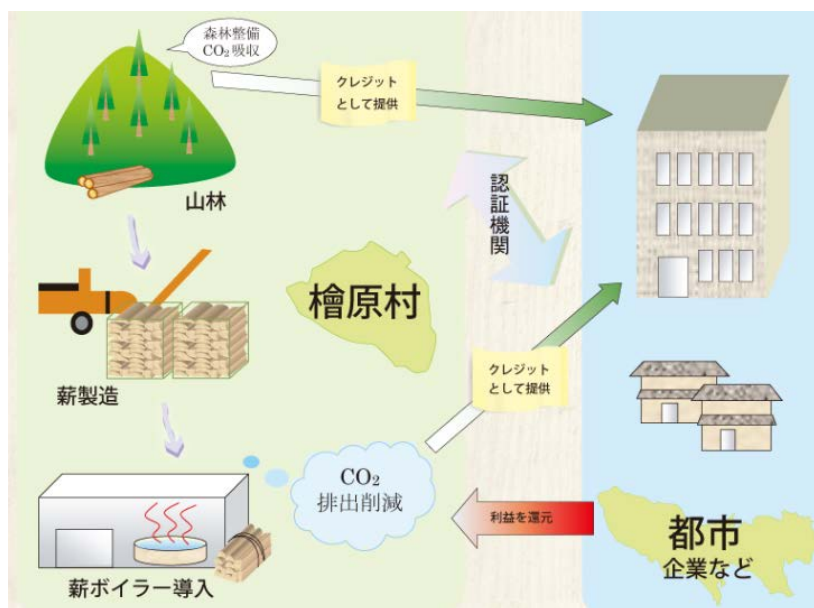 森林整備
CO₂吸収
クレジット
として提供
山林
認証機関
檜原村
薪製造
クレジット
として提供
CO₂
排出削減
利益を還元
都市
企業など
薪ボイラー導入